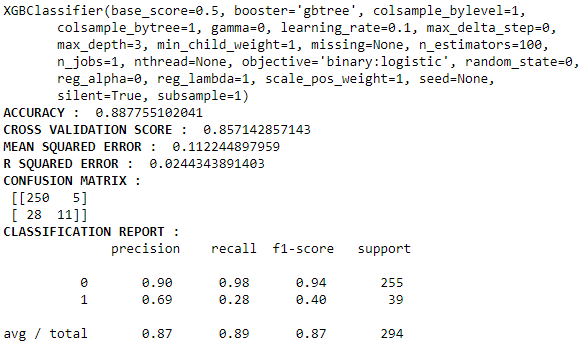 XGBClassifier(base_score=0.5, booster='gbtree', colsample_bylevel=1,
       colsample_bytree=1, gamma=0, learning_rate=0.1, max_delta_step=0,
       max_depth=3, min_child_weight=1, missing=None, n_estimators=100,
       n_jobs=1, nthread=None, objective='binary:logistic', random_state=0,
       reg_alpha=0, reg_lambda=1, scale_pos_weight=1, seed=None,
       silent=True, subsample=1)
ACCURACY :  0.887755102041
CROSS VALIDATION SCORE :  0.857142857143
MEAN SQUARED ERROR :  0.112244897959
R SQUARED ERROR :  0.0244343891403
CONFUSION MATRIX :
 [[250   5]
 [ 28  11]]
CLASSIFICATION REPORT :
              precision    recall  f1-score   support
          0       0.90      0.98      0.94       255
          1       0.69      0.28      0.40        39
avg / total       0.87      0.89      0.87       294